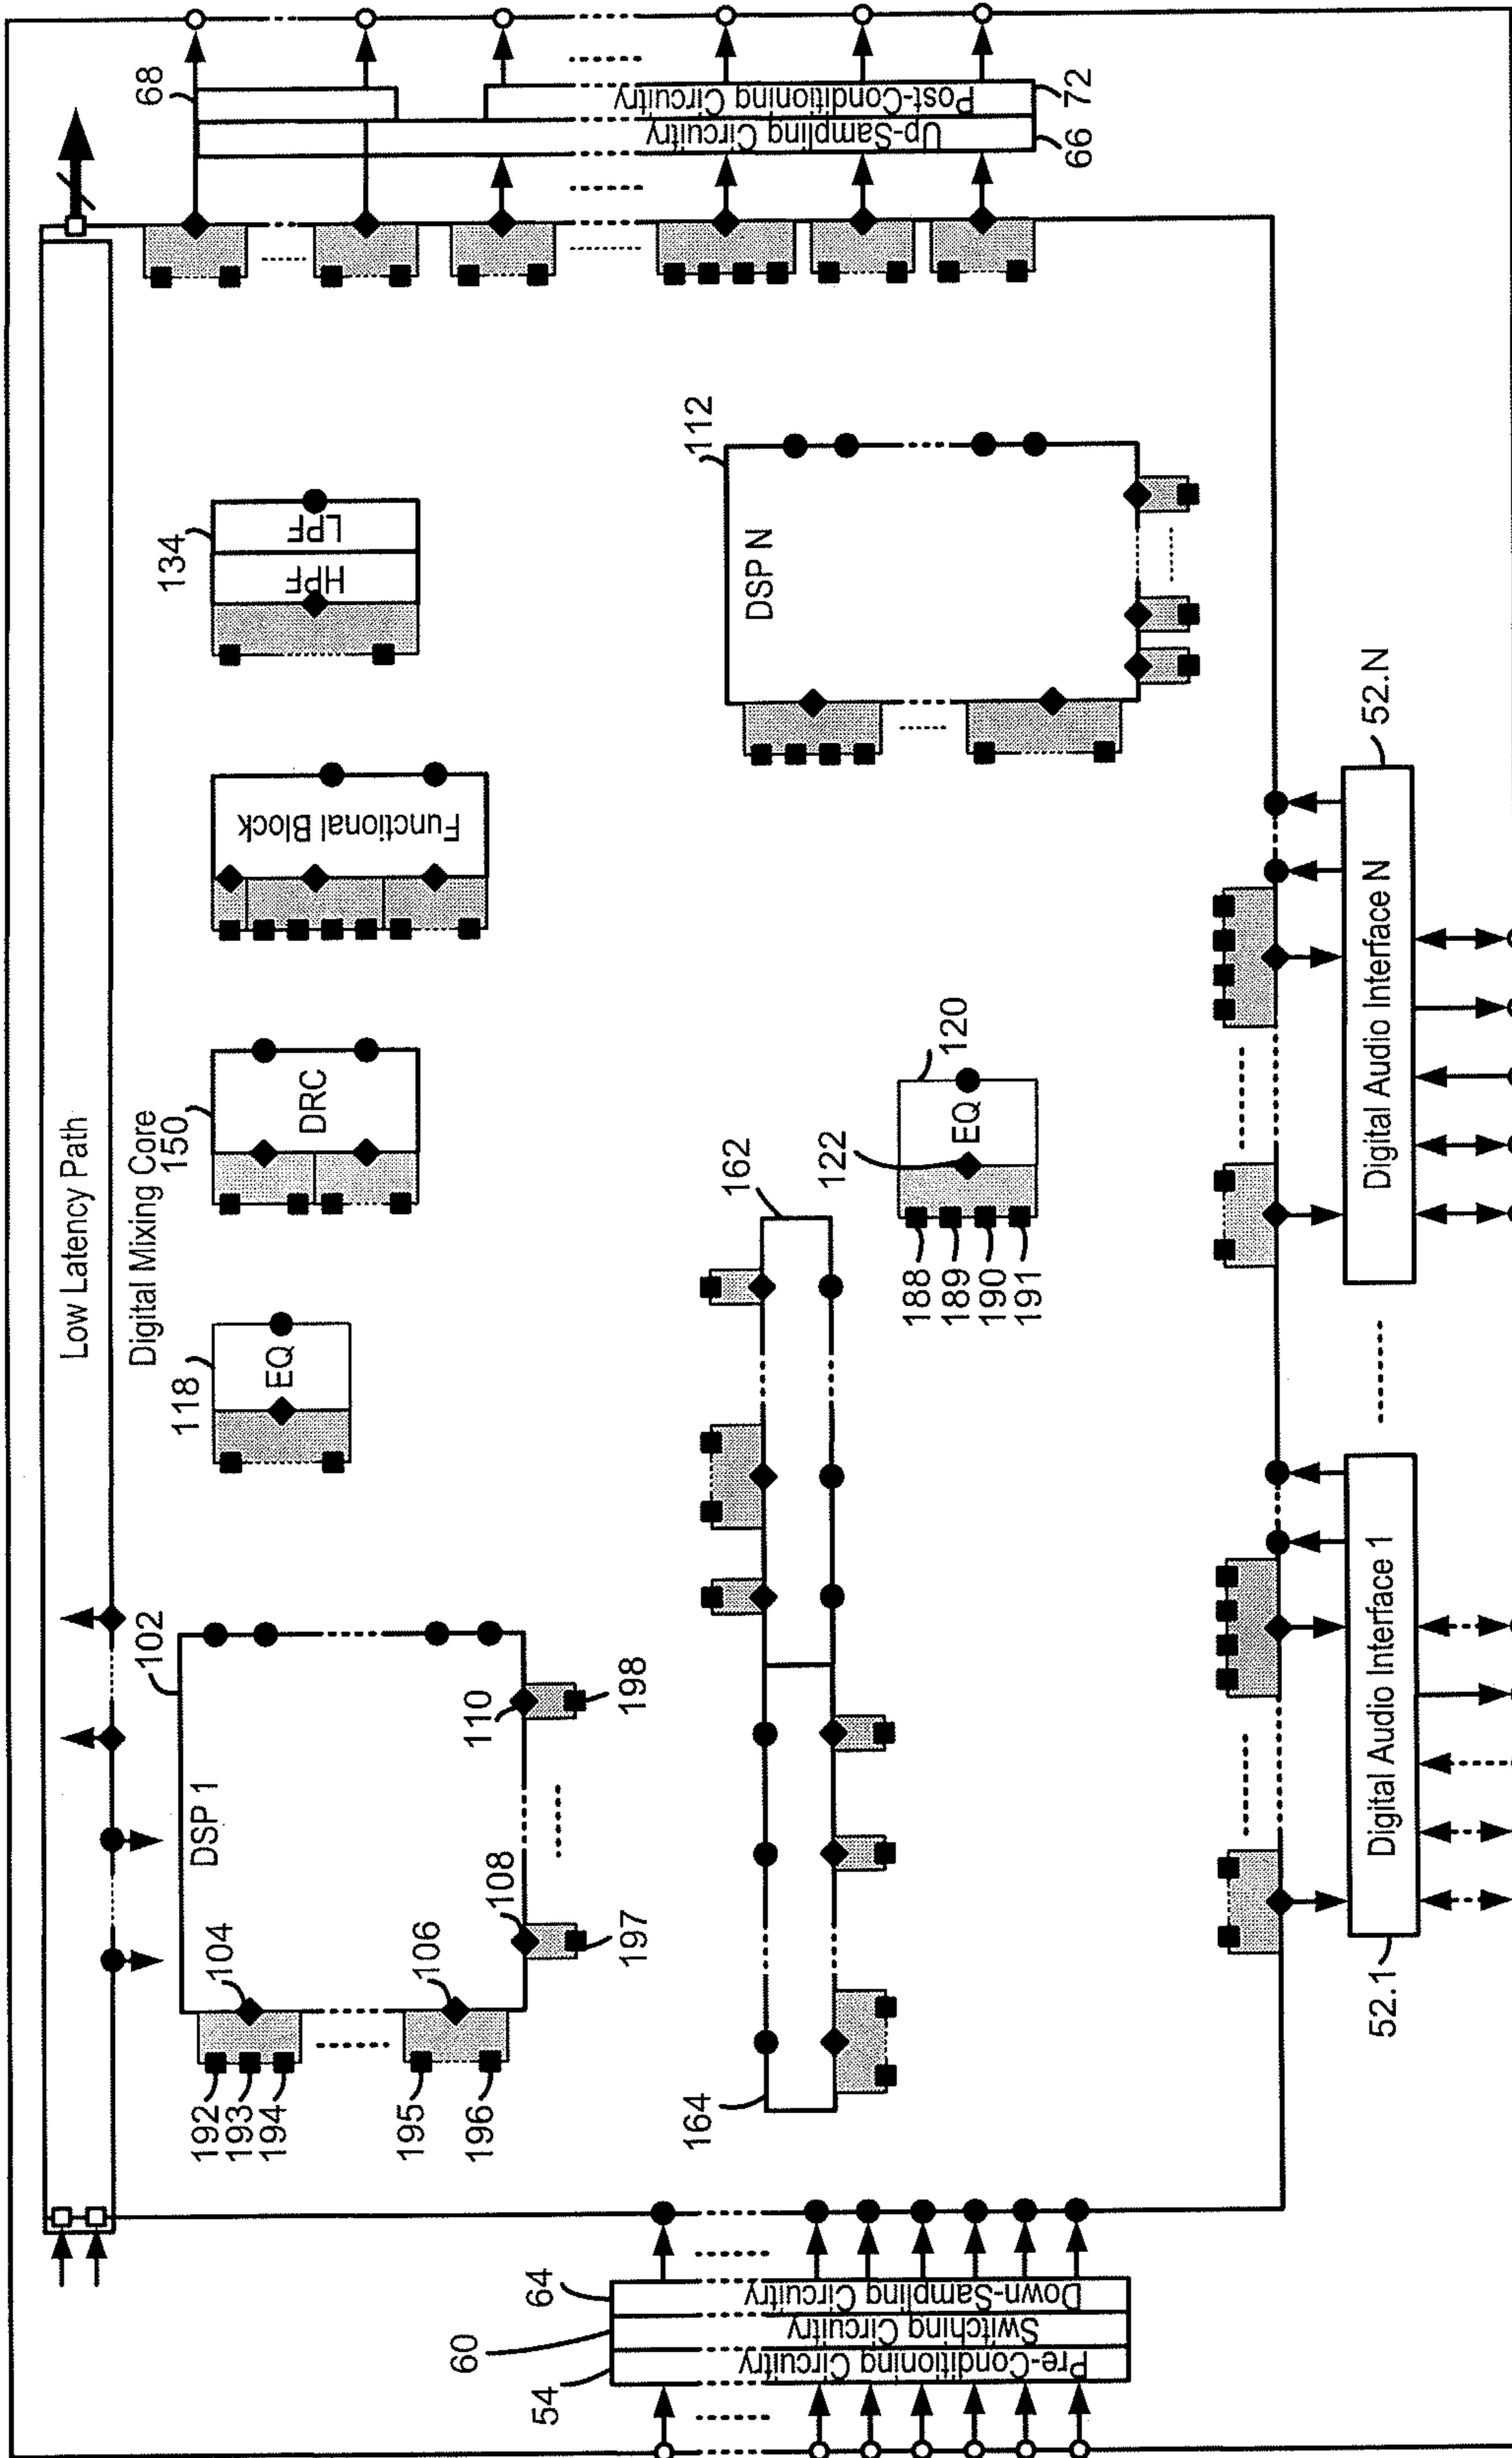 Low Latency Path
Digital Mixing Core
68
102
DSP 1
104
106
108
110
192
193
194
195
196
197
198
118
EQ
150
DRC
Functional Block
134
HPF
LPF
Up-Sampling Circuitry
Post-Conditioning Circuitry
66
72
54
60
64
Pre-Conditioning Circuitry
Switching Circuitry
Down-Sampling Circuitry
164
162
122
120
EQ
188
189
190
191
112
DSP N
52.1
Digital Audio Interface 1
Digital Audio Interface N
52.N